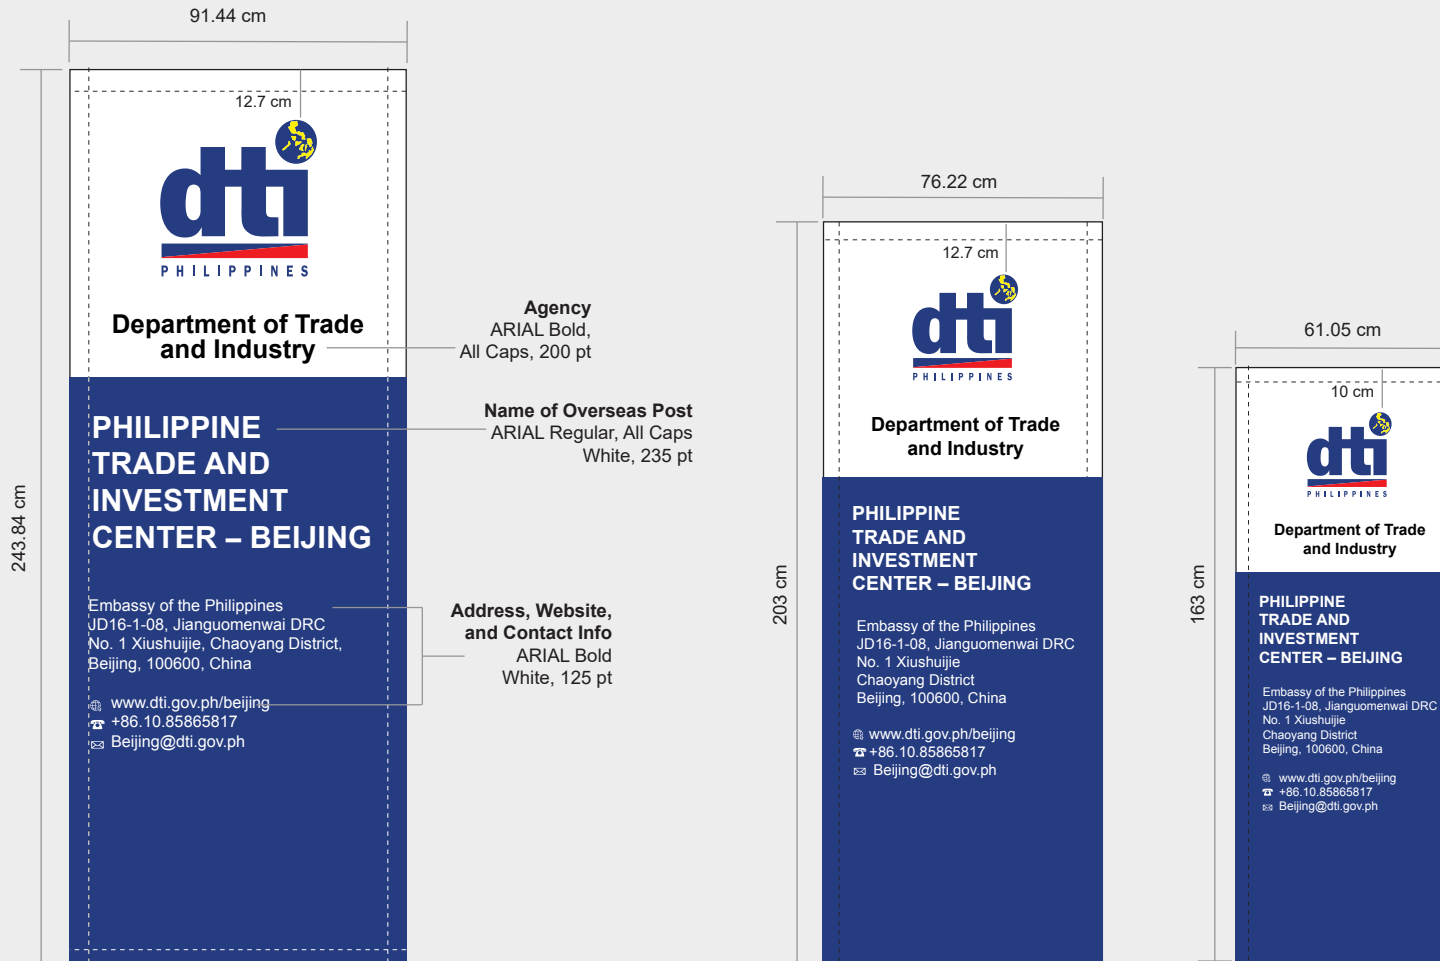 91.44 cm
12.7 cm
dti
PHILIPPINES
Department of Trade
and Industry
PHILIPPINE
TRADE AND
INVESTMENT
CENTER – BEIJING
Embassy of the Philippines
JD16-1-08, Jianguomenwai DRC
No. 1 Xiushuijie, Chaoyang District,
Beijing, 100600, China
www.dti.gov.ph/beijing
+86.10.85865817
Beijing@dti.gov.ph
243.84 cm
Agency
ARIAL Bold,
All Caps, 200 pt
Name of Overseas Post
ARIAL Regular, All Caps
White, 235 pt
Address, Website,
and Contact Info
ARIAL Bold
White, 125 pt
76.22 cm
12.7 cm
dti
PHILIPPINES
Department of Trade
and Industry
PHILIPPINE
TRADE AND
INVESTMENT
CENTER – BEIJING
Embassy of the Philippines
JD16-1-08, Jianguomenwai DRC
No. 1 Xiushuijie
Chaoyang District
Beijing, 100600, China
www.dti.gov.ph/beijing
+86.10.85865817
Beijing@dti.gov.ph
203 cm
61.05 cm
10 cm
dti
PHILIPPINES
Department of Trade
and Industry
PHILIPPINE
TRADE AND
INVESTMENT
CENTER – BEIJING
Embassy of the Philippines
JD16-1-08, Jianguomenwai DRC
No. 1 Xiushuijie
Chaoyang District
Beijing, 100600, China
www.dti.gov.ph/beijing
+86.10.85865817
Beijing@dti.gov.ph
163 cm